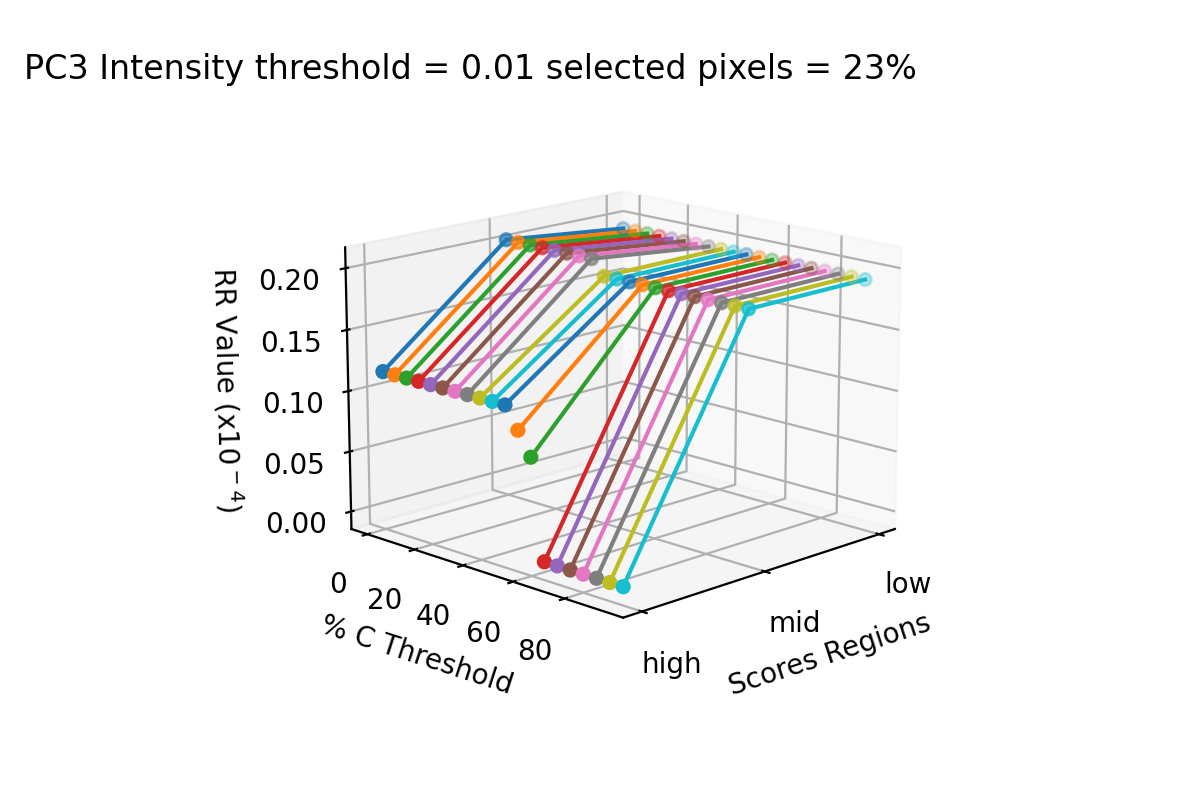 PC3 Intensity threshold = 0.01 selected pixels = 23%
RR Value (x10⁻⁴)
0.20
0.15
0.10
0.05
0.00
0
20
40
60
80
% C Threshold
high
mid
low
Scores Regions